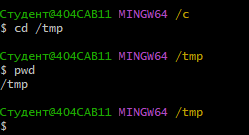 Студент@404CAB11 MINGW64 /c
$ cd /tmp
Студент@404CAB11 MINGW64 /tmp
$ pwd
/tmp
Студент@404CAB11 MINGW64 /tmp
$